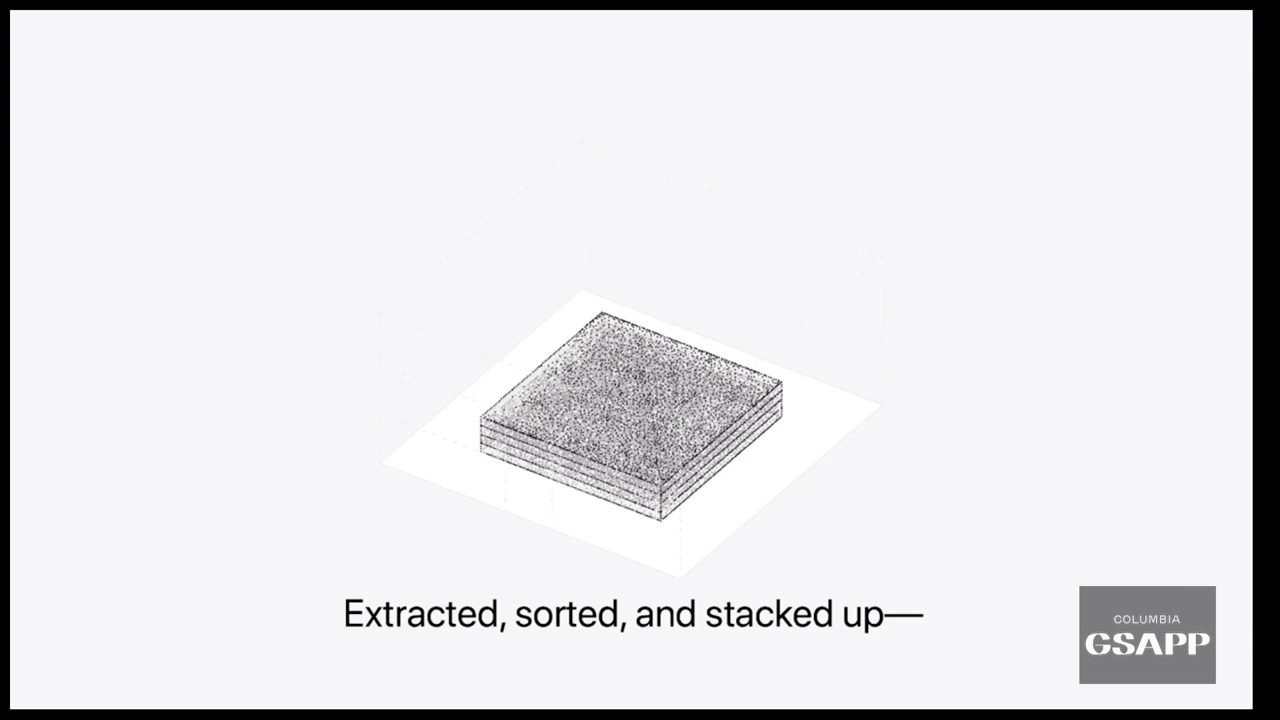 Extracted, sorted, and stacked up—
COLUMBIA
GSAPP